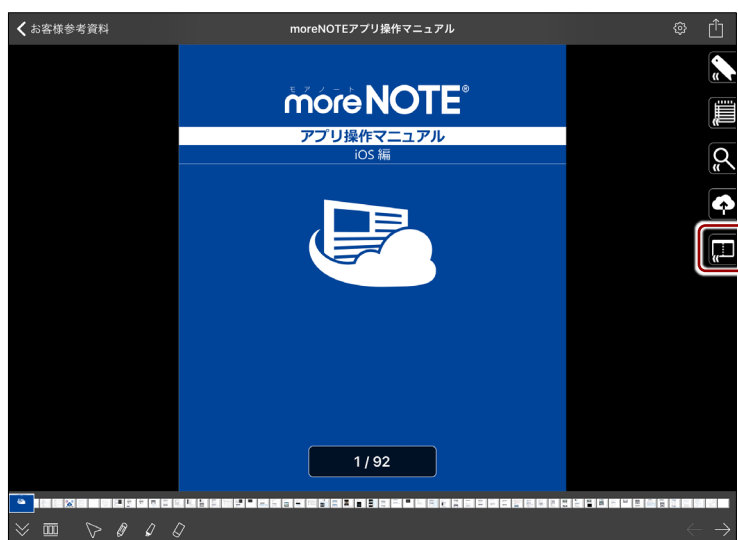 お客様参考資料
moreNOTEアプリ操作マニュアル
モアノート
moreNOTE®
アプリ操作マニュアル
iOS 編
1 / 92